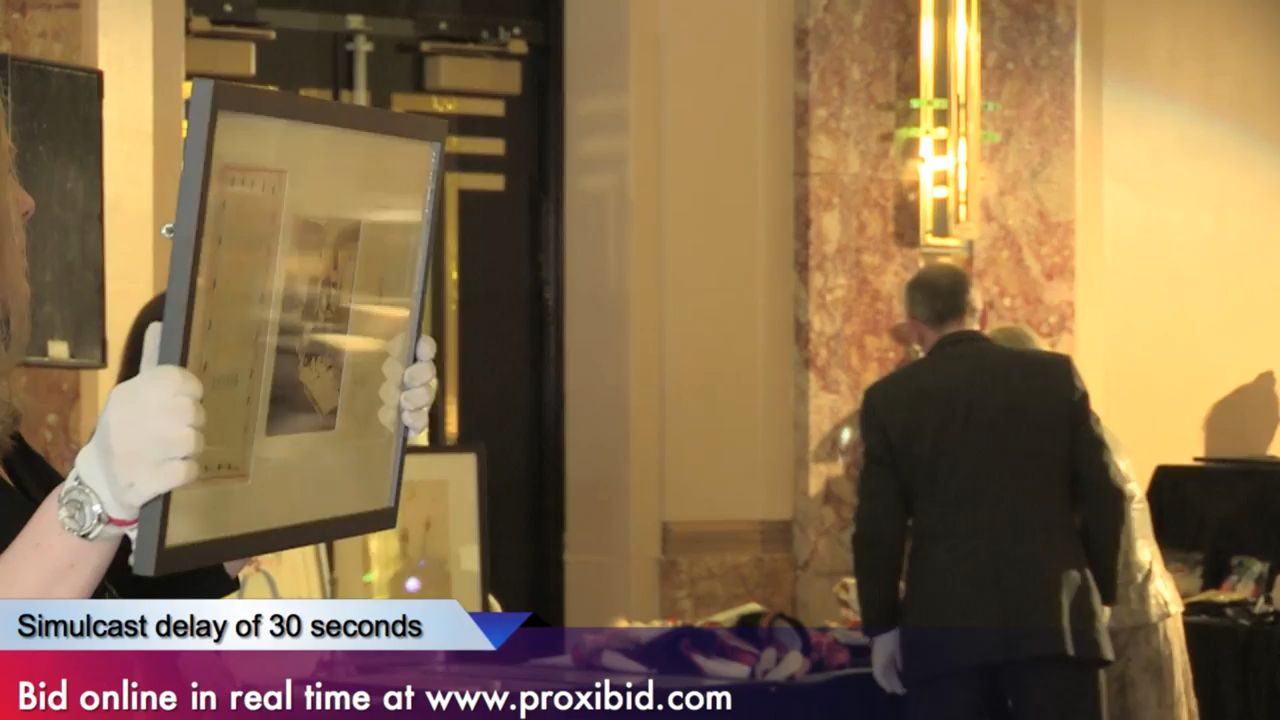 Simulcast delay of 30 seconds
Bid online in real time at www.proxibid.com